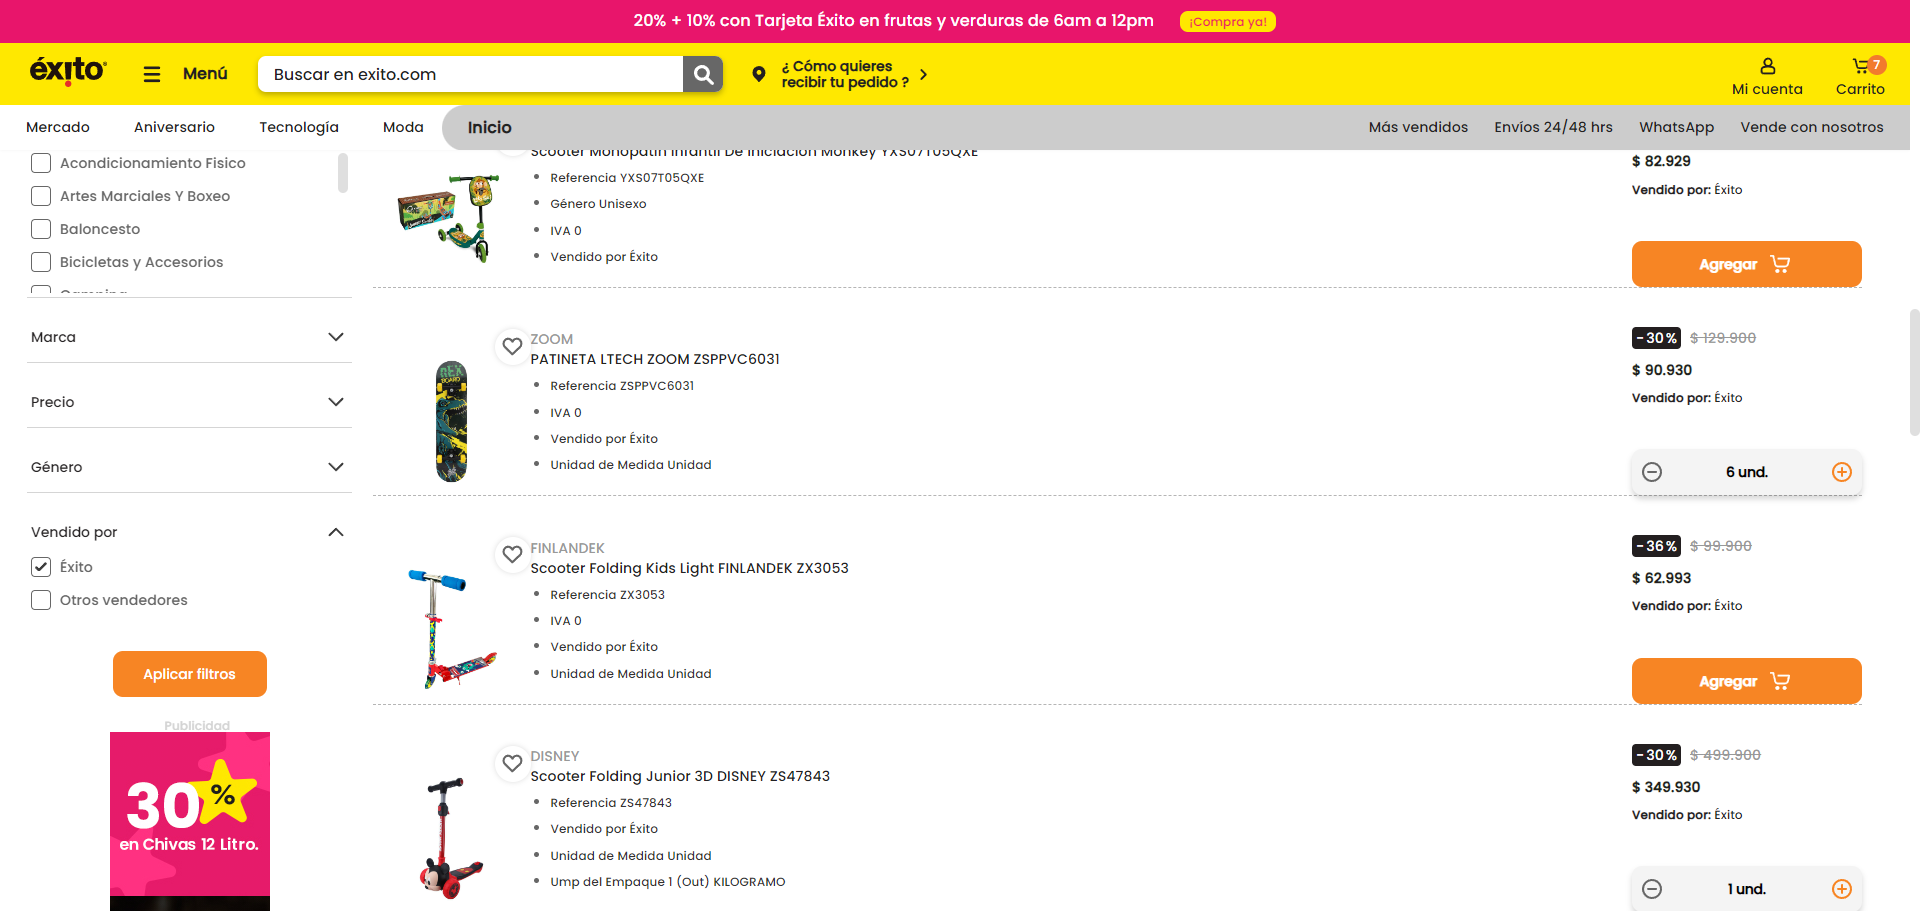 20% + 10% con Tarjeta Éxito en frutas y verduras de 6am a 12pm
¡Compra ya!
éxito
Menú
Buscar en exito.com
¿ Cómo quieres
recibir tu pedido ?
Mi cuenta
7
Carrito
Mercado
Aniversario
Tecnología
Moda
Inicio
Más vendidos
Envíos 24/48 hrs
WhatsApp
Vende con nosotros
Acondicionamiento Fisico
Artes Marciales Y Boxeo
Baloncesto
Bicicletas y Accesorios
Camping
Marca
Precio
Género
Vendido por
Éxito
Otros vendedores
Aplicar filtros
Publicidad
30%
en Chivas 12 Litro.
Scooter Monopatin Infantil De Iniciacion Monkey YXS07T05QXE
Referencia YXS07T05QXE
Género Unisexo
IVA 0
Vendido por Éxito
$ 82.929
Vendido por: Éxito
Agregar
ZOOM
PATINETA LTECH ZOOM ZSPPVC6031
Referencia ZSPPVC6031
IVA 0
Vendido por Éxito
Unidad de Medida Unidad
REX
BOARD
-30% $ 129.900
$ 90.930
Vendido por: Éxito
6 und.
FINLANDEK
Scooter Folding Kids Light FINLANDEK ZX3053
Referencia ZX3053
IVA 0
Vendido por Éxito
Unidad de Medida Unidad
-36% $ 99.900
$ 62.993
Vendido por: Éxito
Agregar
DISNEY
Scooter Folding Junior 3D DISNEY ZS47843
Referencia ZS47843
Vendido por Éxito
Unidad de Medida Unidad
Ump del Empaque 1 (Out) KILOGRAMO
-30% $ 499.900
$ 349.930
Vendido por: Éxito
1 und.